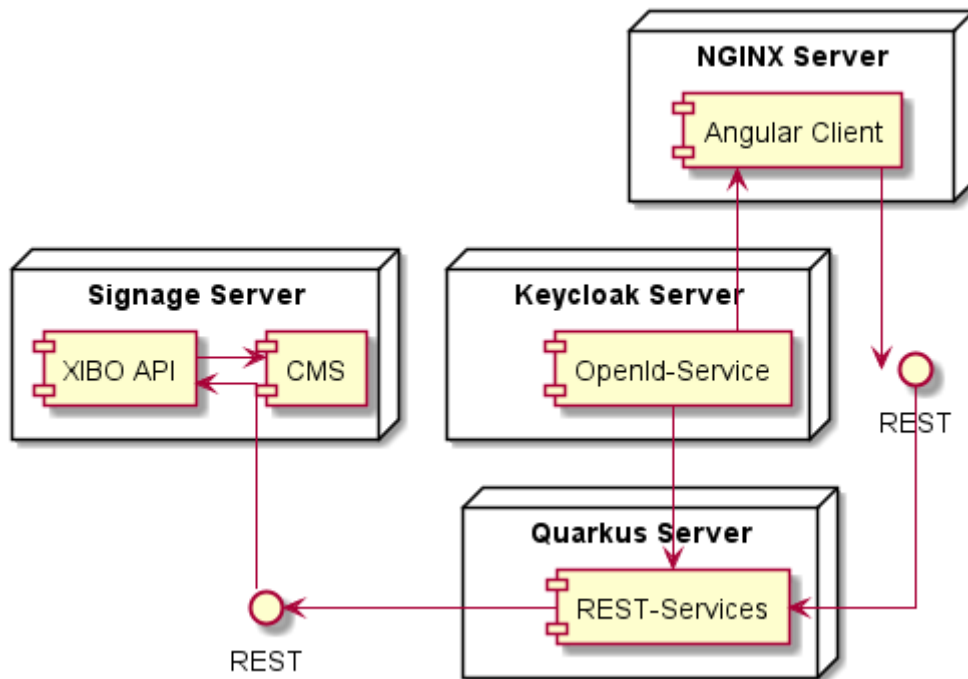 NGINX Server
Angular Client
Signage Server
XIBO API
CMS
Keycloak Server
OpenId-Service
REST
Quarkus Server
REST-Services
REST